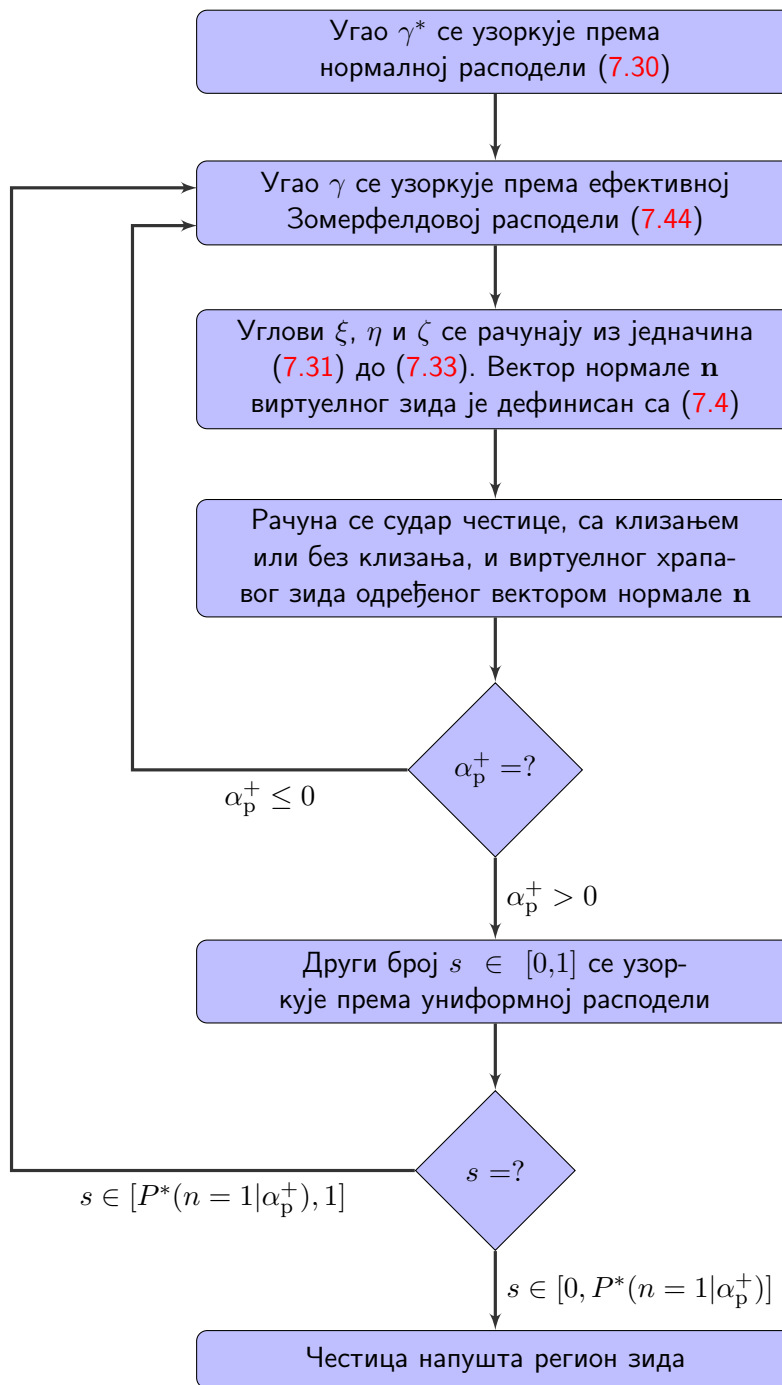 Угао γ* се узоркује према
нормалној расподели (7.30)
Угао γ се узоркује према ефективној
Зомерфелдовој расподели (7.44)
Углови ξ, η и ζ се рачунају из једначина
(7.31) до (7.33). Вектор нормале n
виртуелног зида је дефинисан са (7.4)
Рачуна се судар честице, са клизањем
или без клизања, и виртуелног храпа-
вог зида одређеног вектором нормале n
α_p^+ =?
α_p^+ ≤ 0
α_p^+ > 0
Други број s ∈ [0,1] се узор-
кује према униформној расподели
s =?
s ∈ [P*(n = 1|α_p^+), 1]
s ∈ [0, P*(n = 1|α_p^+)]
Честица напушта регион зида